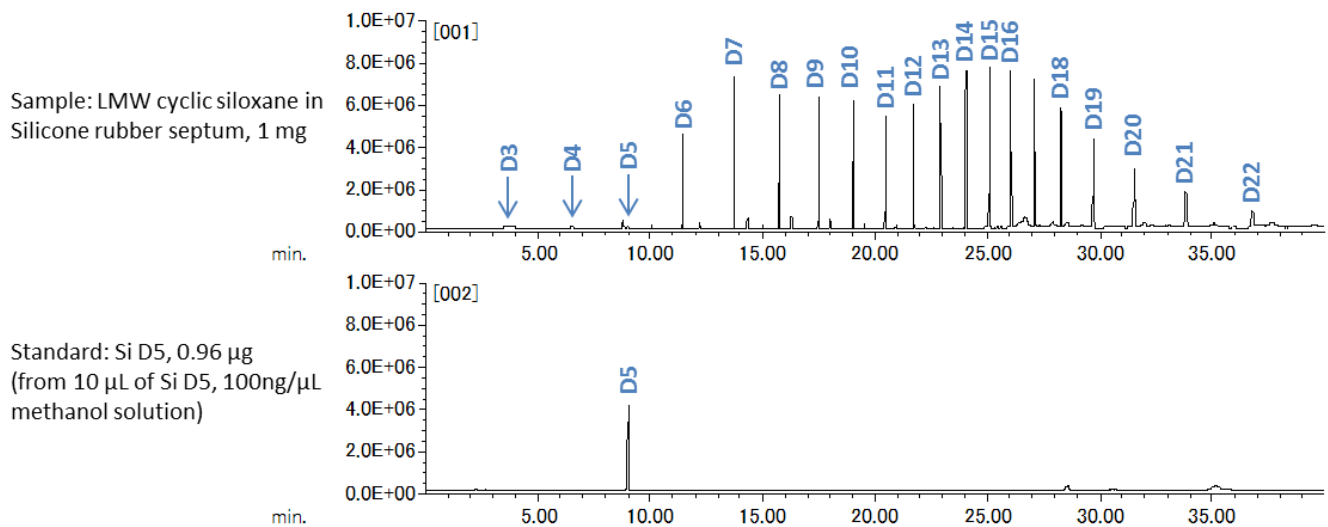 1.0E+07
[001]
8.0E+06
6.0E+06
4.0E+06
2.0E+06
0.0E+00
Sample: LMW cyclic siloxane in
Silicone rubber septum, 1 mg
D3
D4
D5
D6
D7
D8
D9
D10
D11
D12
D13
D14
D15
D16
D18
D19
D20
D21
D22
min.
5.00 10.00 15.00 20.00 25.00 30.00 35.00
1.0E+07
[002]
8.0E+06
6.0E+06
4.0E+06
2.0E+06
0.0E+00
Standard: Si D5, 0.96 μg
(from 10 μL of Si D5, 100ng/μL
methanol solution)
D5
min.
5.00 10.00 15.00 20.00 25.00 30.00 35.00